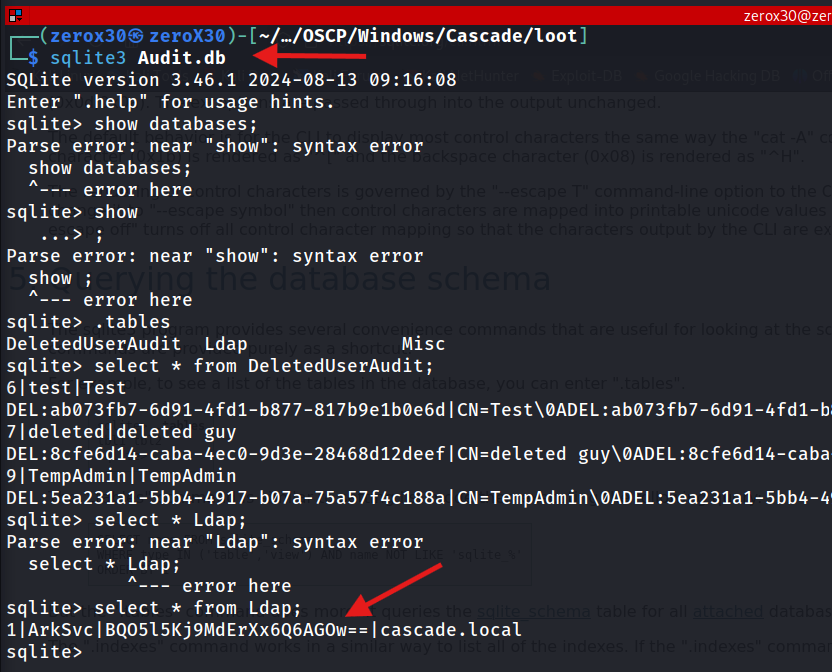 zerox30@zer
┌──(zerox30㉿zeroX30)-[~/…/OSCP/Windows/Cascade/loot]
└─$ sqlite3 Audit.db
SQLite version 3.46.1 2024-08-13 09:16:08
Enter ".help" for usage hints.
sqlite> show databases;
Parse error: near "show": syntax error
  show databases;
  ^--- error here
sqlite> show
   ...> ;
Parse error: near "show": syntax error
  show ;
  ^--- error here
sqlite> .tables
DeletedUserAudit  Ldap              Misc
sqlite> select * from DeletedUserAudit;
6|test|Test
DEL:ab073fb7-6d91-4fd1-b877-817b9e1b0e6d|CN=Test\0ADEL:ab073fb7-6d91-4fd1-b8
7|deleted|deleted guy
DEL:8cfe6d14-caba-4ec0-9d3e-28468d12deef|CN=deleted guy\0ADEL:8cfe6d14-caba-
9|TempAdmin|TempAdmin
DEL:5ea231a1-5bb4-4917-b07a-75a57f4c188a|CN=TempAdmin\0ADEL:5ea231a1-5bb4-49
sqlite> select * Ldap;
Parse error: near "Ldap": syntax error
  select * Ldap;
           ^--- error here
sqlite> select * from Ldap;
1|ArkSvc|BQO5l5Kj9MdErXx6Q6AGOw==|cascade.local
sqlite>